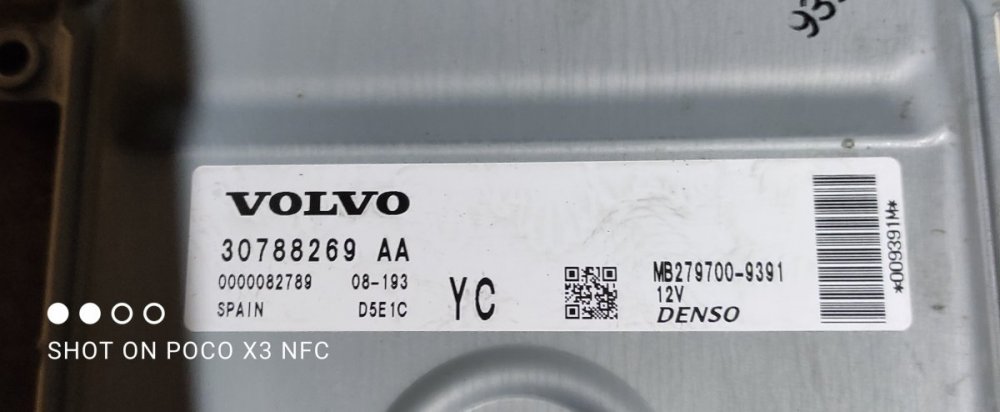 VOLVO
30788269 AA
0000082789 08-193
SPAIN D5E1C
YC
MB279700-9391
12V
DENSO
*009391M*
SHOT ON POCO X3 NFC